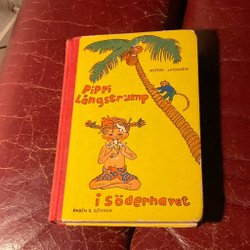 ASTRID LINDGREN
Pippi
Långstrump
i Söderhavet
RABÉN & SJÖGREN